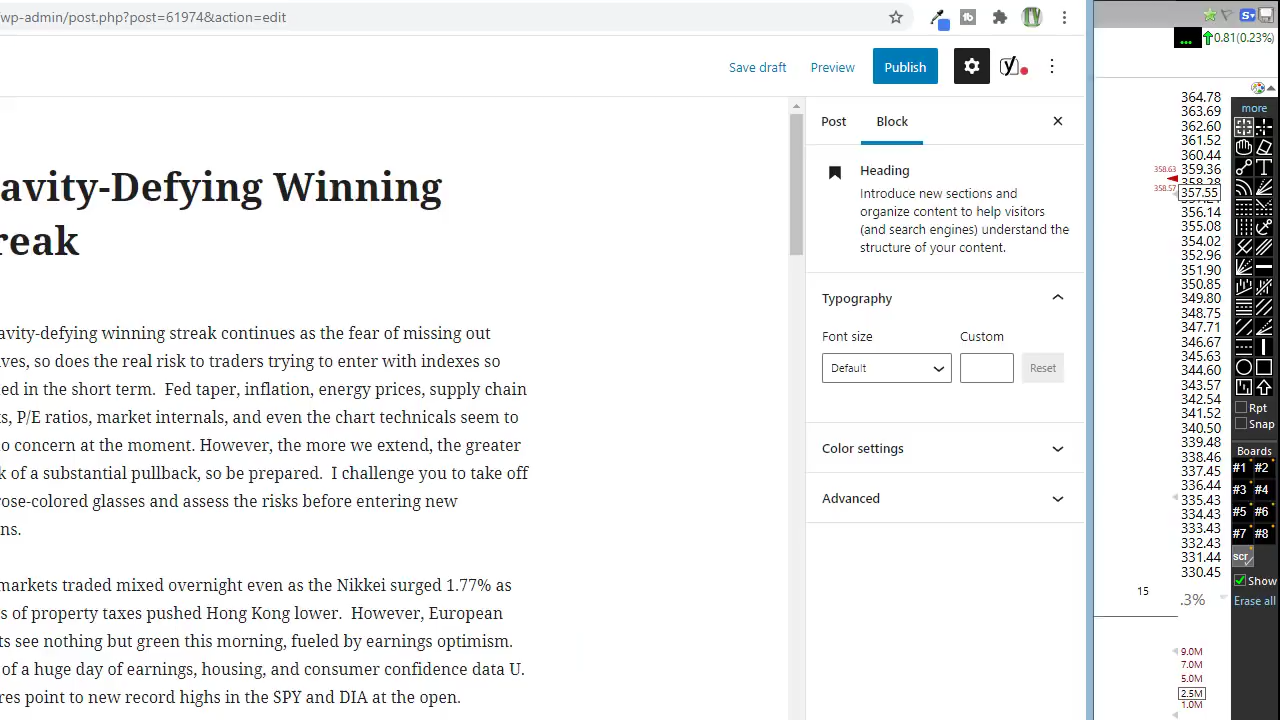 /wp-admin/post.php?post=61974&action=edit
Save draft
Preview
Publish
avity-Defying Winning
reak
avity-defying winning streak continues as the fear of missing out
ves, so does the real risk to traders trying to enter with indexes so
ed in the short term.  Fed taper, inflation, energy prices, supply chain
s, P/E ratios, market internals, and even the chart technicals seem to
o concern at the moment. However, the more we extend, the greater
k of a substantial pullback, so be prepared.  I challenge you to take off
rose-colored glasses and assess the risks before entering new
ns.
markets traded mixed overnight even as the Nikkei surged 1.77% as
s of property taxes pushed Hong Kong lower.  However, European
ts see nothing but green this morning, fueled by earnings optimism.
of a huge day of earnings, housing, and consumer confidence data U.
res point to new record highs in the SPY and DIA at the open.
Post
Block
Heading
Introduce new sections and
organize content to help visitors
(and search engines) understand the
structure of your content.
Typography
Font size
Custom
Default
Reset
Color settings
Advanced
...
0.81(0.23%)
364.78
363.69
362.60
361.52
360.44
359.36
358.63
358.28
358.57
357.55
356.14
355.08
354.02
352.96
351.90
350.85
349.80
348.75
347.71
346.67
345.63
344.60
343.57
342.54
341.52
340.50
339.48
338.46
337.45
336.44
335.43
334.43
333.43
332.43
331.44
330.45
15
.3%
9.0M
7.0M
5.0M
2.5M
1.0M
more
Rpt
Snap
Boards
#1 #2
#3 #4
#5 #6
#7 #8
scr
Show
Erase all